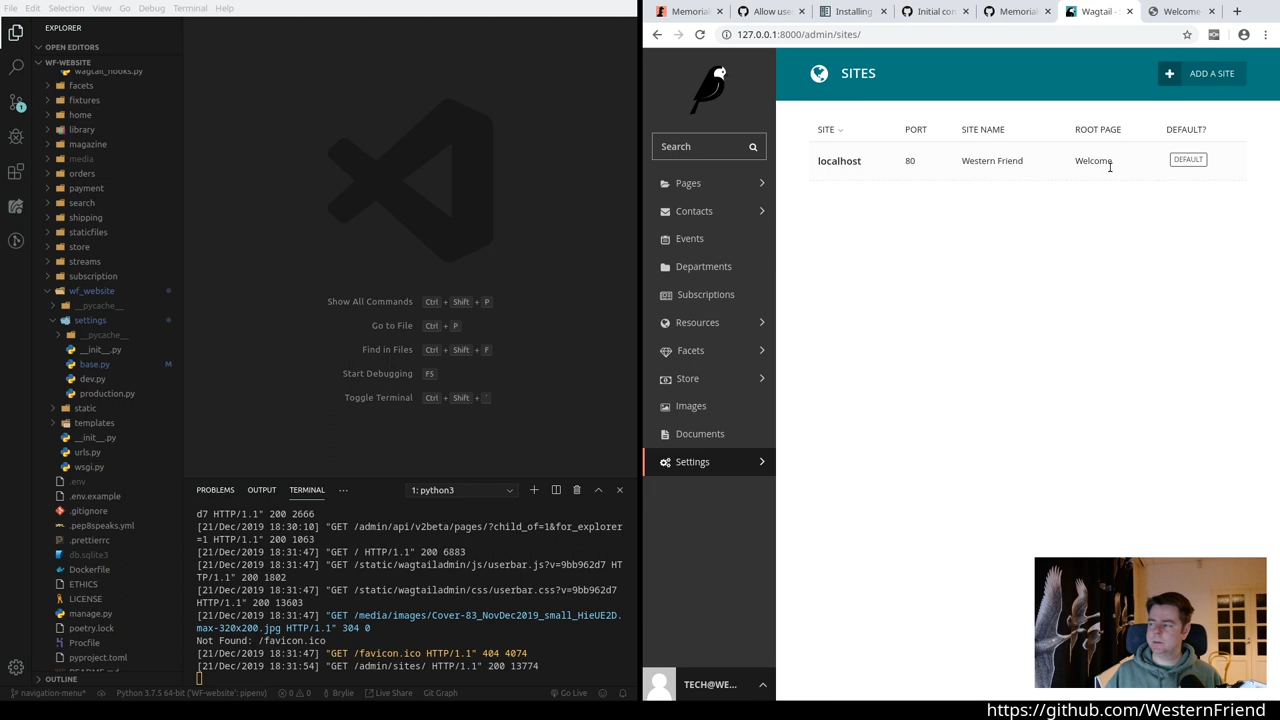 File Edit Selection View Go Debug Terminal Help
EXPLORER
OPEN EDITORS
WF-WEBSITE
wagtail_hooks.py
facets
fixtures
home
library
magazine
media
orders
payment
search
shipping
staticfiles
store
streams
subscription
wf_website
__pycache__
settings
__pycache__
__init__.py
base.py M
dev.py
production.py
static
templates
__init__.py
urls.py
wsgi.py
.env
.env.example
.gitignore
.pep8speaks.yml
.prettierrc
db.sqlite3
Dockerfile
ETHICS
LICENSE
manage.py
poetry.lock
Procfile
pyproject.toml
OUTLINE
Show All Commands Ctrl + Shift + P
Go to File Ctrl + P
Find in Files Ctrl + Shift + F
Start Debugging F5
Toggle Terminal Ctrl + Shift + `
PROBLEMS OUTPUT TERMINAL ··· 1: python3
d7 HTTP/1.1" 200 2666
[21/Dec/2019 18:30:10] "GET /admin/api/v2beta/pages/?child_of=1&for_explorer
=1 HTTP/1.1" 200 1063
[21/Dec/2019 18:31:47] "GET / HTTP/1.1" 200 6883
[21/Dec/2019 18:31:47] "GET /static/wagtailadmin/js/userbar.js?v=9bb962d7 HT
TP/1.1" 200 1802
[21/Dec/2019 18:31:47] "GET /static/wagtailadmin/css/userbar.css?v=9bb962d7
HTTP/1.1" 200 13603
[21/Dec/2019 18:31:47] "GET /media/images/Cover-83_NovDec2019_small_HieUE2D.
max-320x200.jpg HTTP/1.1" 304 0
Not Found: /favicon.ico
[21/Dec/2019 18:31:47] "GET /favicon.ico HTTP/1.1" 404 4074
[21/Dec/2019 18:31:54] "GET /admin/sites/ HTTP/1.1" 200 13774
navigation-menu* Python 3.7.5 64-bit ('WF-website': pipenv) 0 0 Brylie Live Share Git Graph Go Live
Memorial Allow use Installing Initial con Memorial Wagtail - Welcome
127.0.0.1:8000/admin/sites/
Search
Pages
Contacts
Events
Departments
Subscriptions
Resources
Facets
Store
Images
Documents
Settings
TECH@WE...
SITES
ADD A SITE
SITE PORT SITE NAME ROOT PAGE DEFAULT?
localhost 80 Western Friend Welcome DEFAULT
https://github.com/WesternFriend